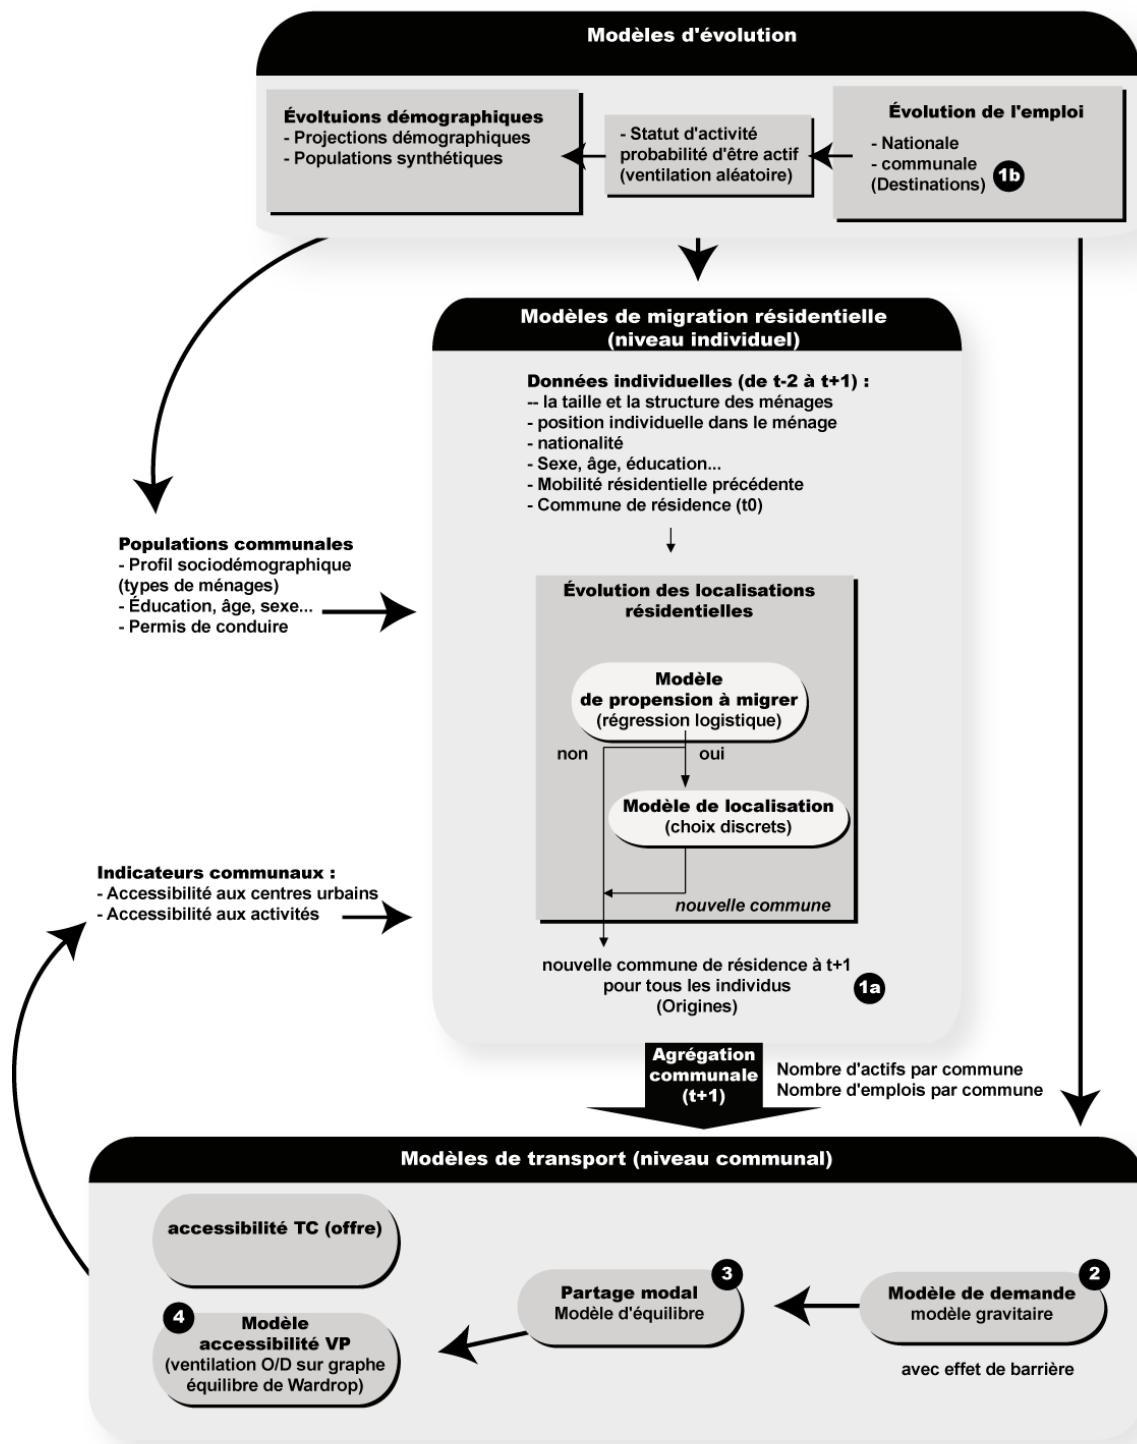 Modèles d'évolution
Évoltuions démographiques
- Projections démographiques
- Populations synthétiques
- Statut d'activité
probabilité d'être actif
(ventilation aléatoire)
Évolution de l'emploi
- Nationale
- communale
(Destinations)
1b
Modèles de migration résidentielle
(niveau individuel)
Données individuelles (de t-2 à t+1) :
-- la taille et la structure des ménages
- position individuelle dans le ménage
- nationalité
- Sexe, âge, éducation...
- Mobilité résidentielle précédente
- Commune de résidence (t0)
Populations communales
- Profil sociodémographique
(types de ménages)
- Éducation, âge, sexe...
- Permis de conduire
Évolution des localisations
résidentielles
Modèle
de propension à migrer
(régression logistique)
non
oui
Modèle de localisation
(choix discrets)
nouvelle commune
Indicateurs communaux :
- Accessibilité aux centres urbains
- Accessibilité aux activités
nouvelle commune de résidence à t+1
pour tous les individus
(Origines)
1a
Agrégation
communale
(t+1)
Nombre d'actifs par commune
Nombre d'emplois par commune
Modèles de transport (niveau communal)
accessibilité TC (offre)
4
Modèle
accessibilité VP
(ventilation O/D sur graphe
équilibre de Wardrop)
3
Partage modal
Modèle d'équilibre
2
Modèle de demande
modèle gravitaire
avec effet de barrière